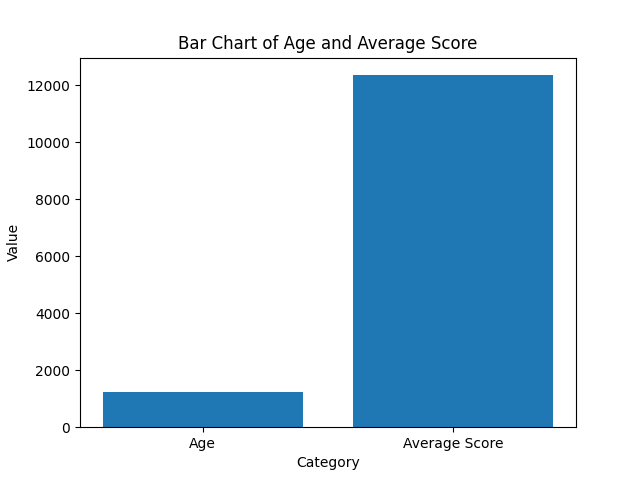 Bar Chart of Age and Average Score
12000
10000
8000
6000
4000
2000
0
Value
Age
Average Score
Category